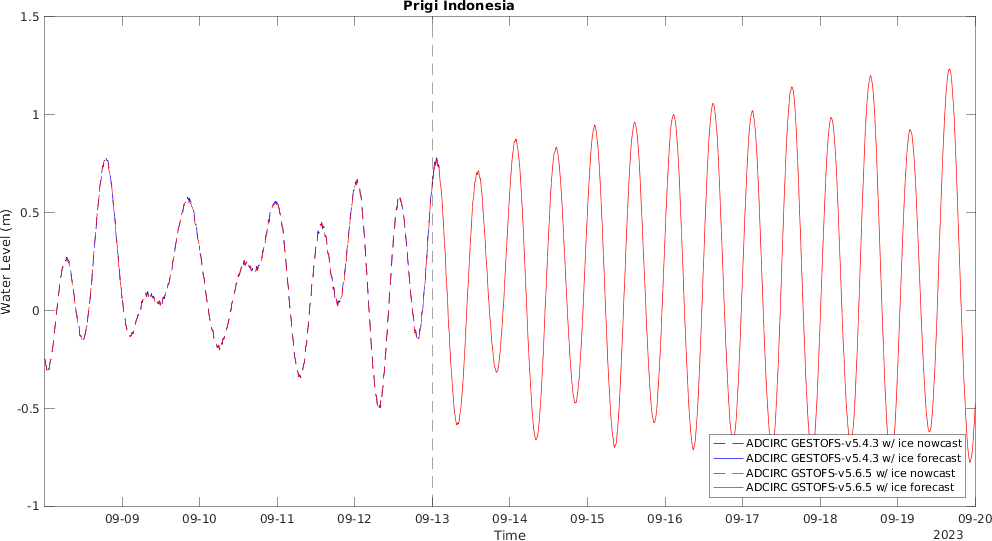 Prigi Indonesia
1.5
1
0.5
0
-0.5
-1
Water Level (m)
ADCIRC GESTOFS-v5.4.3 w/ ice nowcast
ADCIRC GESTOFS-v5.4.3 w/ ice forecast
ADCIRC GSTOFS-v5.6.5 w/ ice nowcast
ADCIRC GSTOFS-v5.6.5 w/ ice forecast
09-09 09-10 09-11 09-12 09-13 09-14 09-15 09-16 09-17 09-18 09-19 09-20
Time
2023